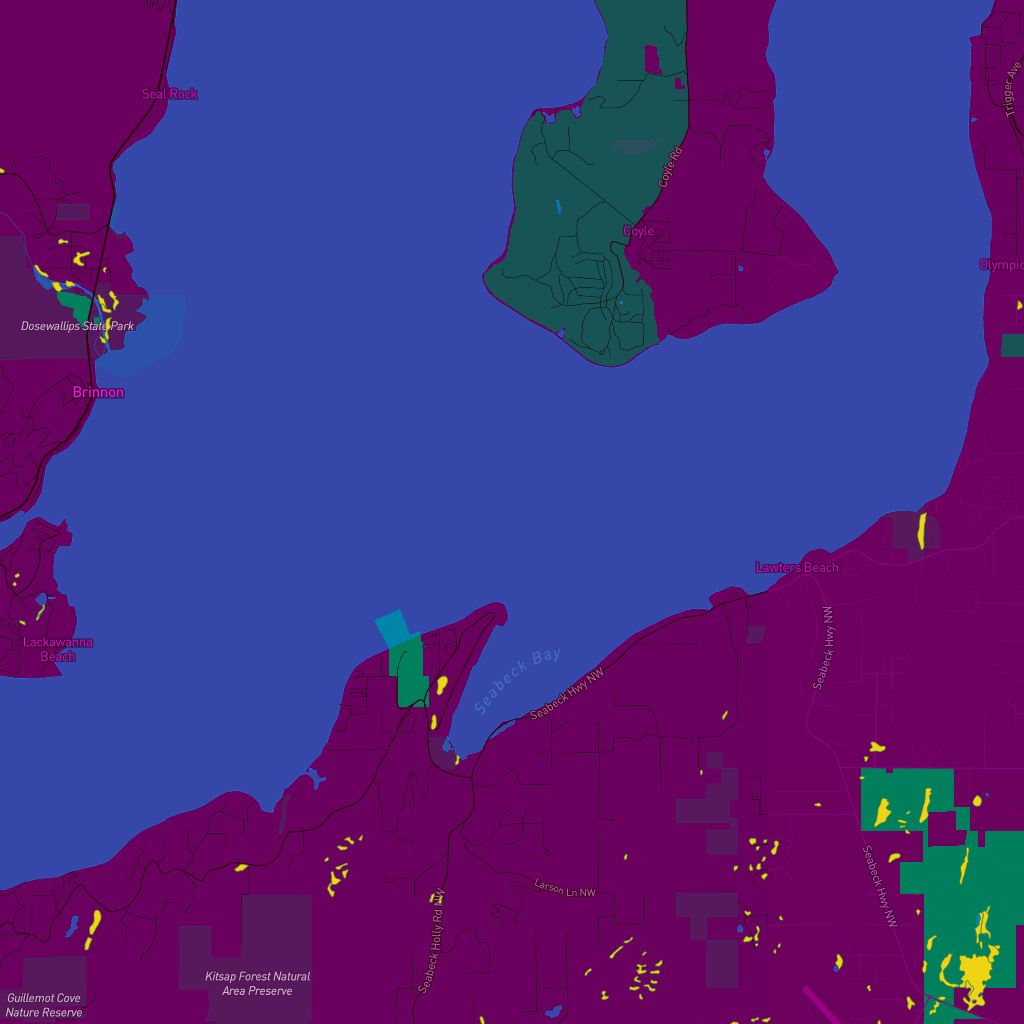 Seal Rock
Trigger Ave
Coyle Rd
Coyle
Olympic
Dosewallips State Park
Brinnon
Lawters Beach
Lackawanna
Beach
Seabeck Bay
Seabeck Hwy NW
Seabeck Hwy NW
Seabeck Hwy NW
Larson Ln NW
Seabeck Holly Rd NW
Kitsap Forest Natural
Area Preserve
Guillemot Cove
Nature Reserve